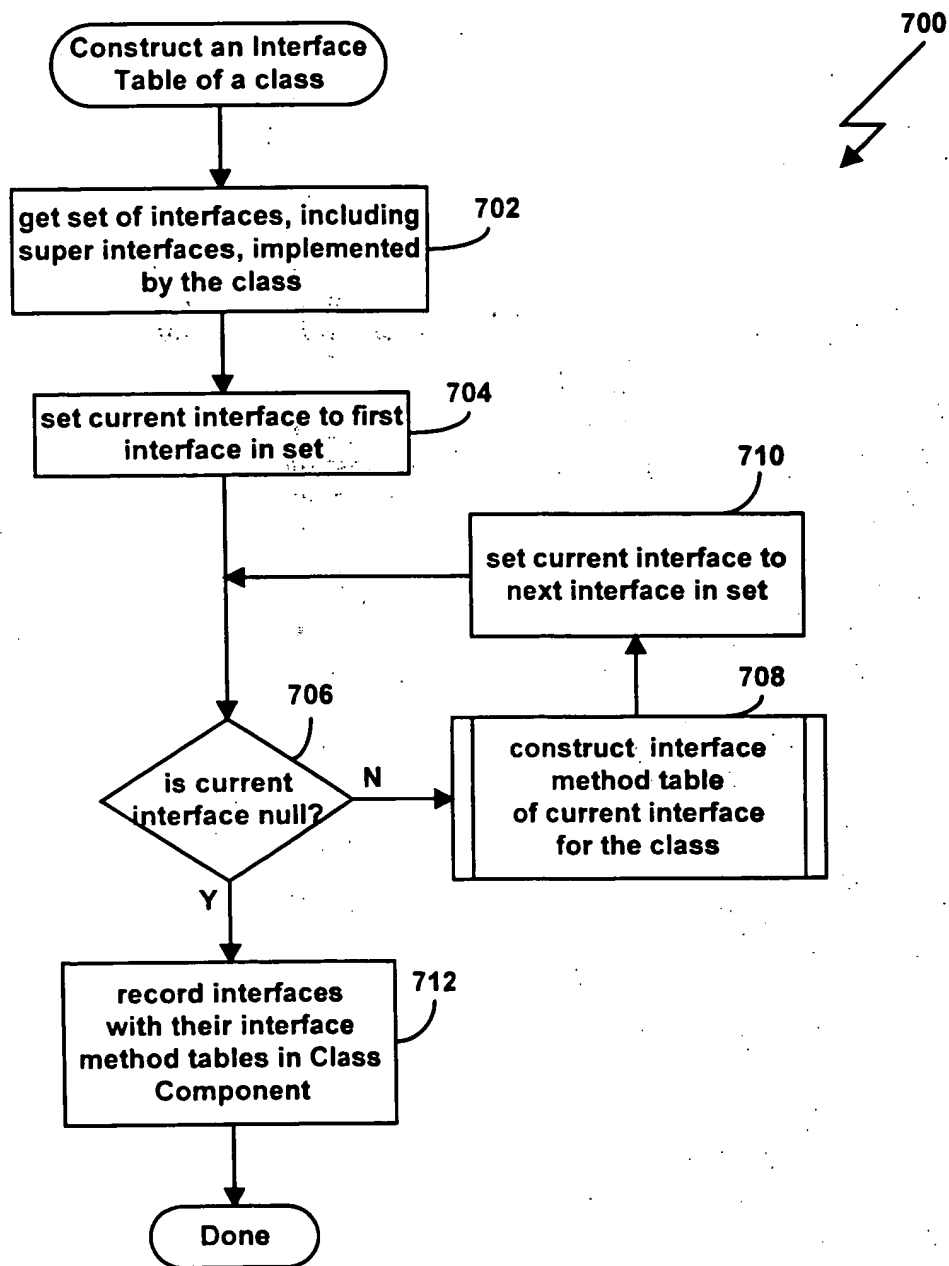 700
Construct an Interface
Table of a class
get set of interfaces, including
super interfaces, implemented
by the class
702
set current interface to first
interface in set
704
710
set current interface to
next interface in set
706
is current
interface null?
N
708
construct interface
method table
of current interface
for the class
Y
record interfaces
with their interface
method tables in Class
Component
712
Done